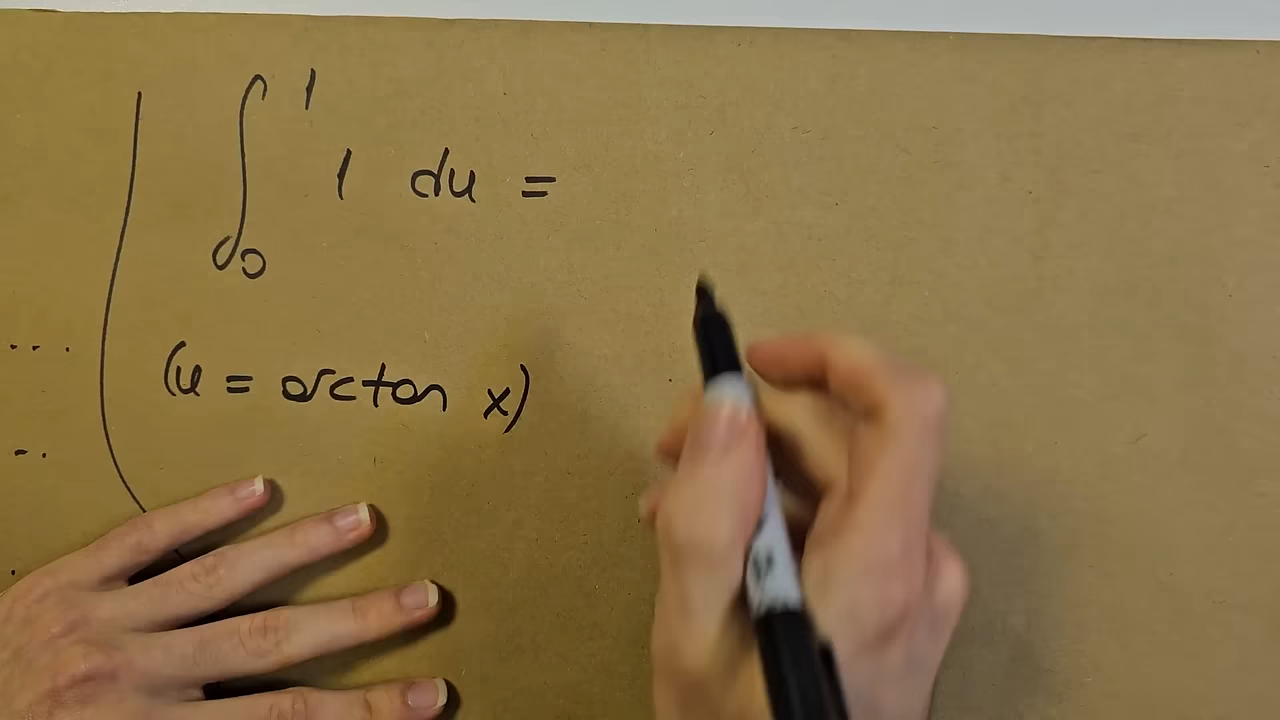 ∫₀¹ 1 du =
(u = arctan x)